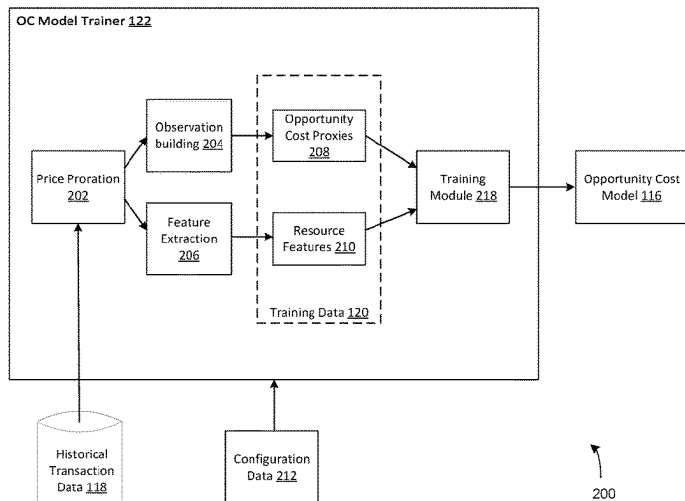 OC Model Trainer 122
Price Proration
202
Observation
building 204
Feature
Extraction
206
Opportunity
Cost Proxies
208
Resource
Features 210
Training Data 120
Training
Module 218
Opportunity Cost
Model 116
Historical
Transaction
Data 118
Configuration
Data 212
200